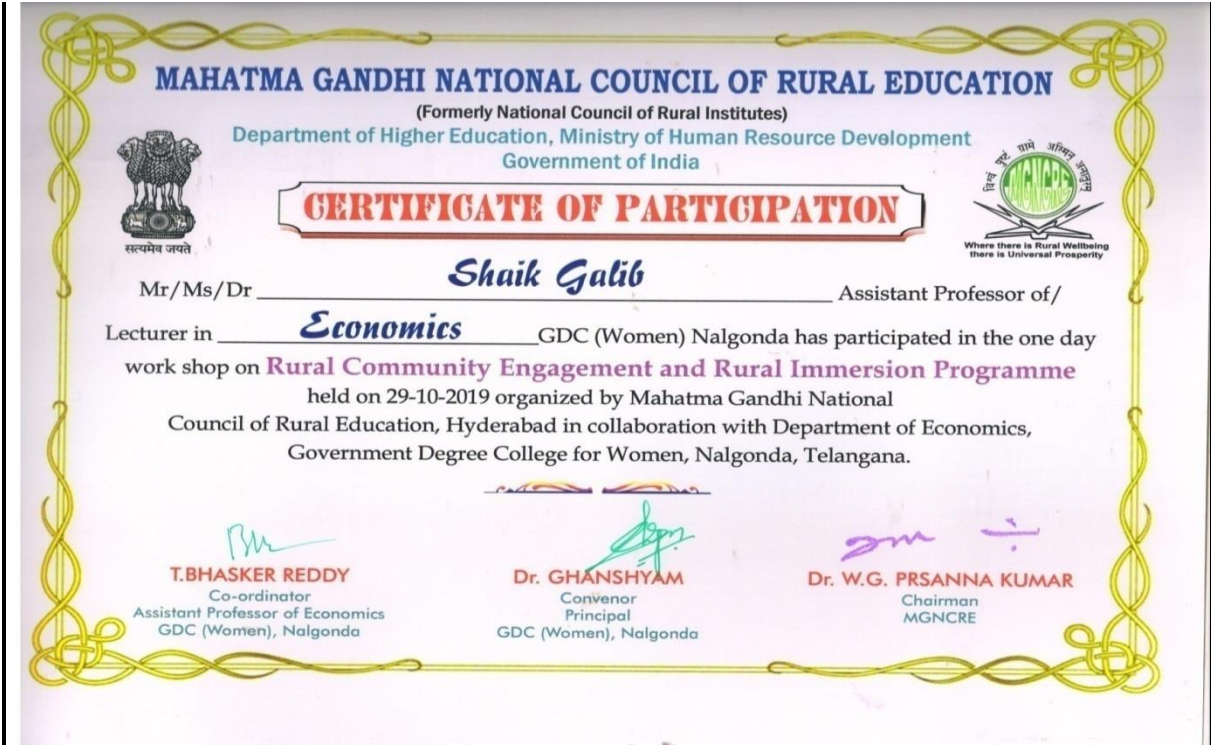 MAHATMA GANDHI NATIONAL COUNCIL OF RURAL EDUCATION
(Formerly National Council of Rural Institutes)
Department of Higher Education, Ministry of Human Resource Development
Government of India
सत्यमेव जयते
CERTIFICATE OF PARTICIPATION
विश्वं पुष्टं ग्रामे अस्मिन् अनातुरम्
MGNCRE
Where there is Rural Wellbeing
there is Universal Prosperity
Mr/Ms/Dr Shaik Galib Assistant Professor of/
Lecturer in Economics GDC (Women) Nalgonda has participated in the one day
work shop on Rural Community Engagement and Rural Immersion Programme
held on 29-10-2019 organized by Mahatma Gandhi National
Council of Rural Education, Hyderabad in collaboration with Department of Economics,
Government Degree College for Women, Nalgonda, Telangana.
T.BHASKER REDDY
Co-ordinator
Assistant Professor of Economics
GDC (Women), Nalgonda
Dr. GHANSHYAM
Convenor
Principal
GDC (Women), Nalgonda
Dr. W.G. PRSANNA KUMAR
Chairman
MGNCRE